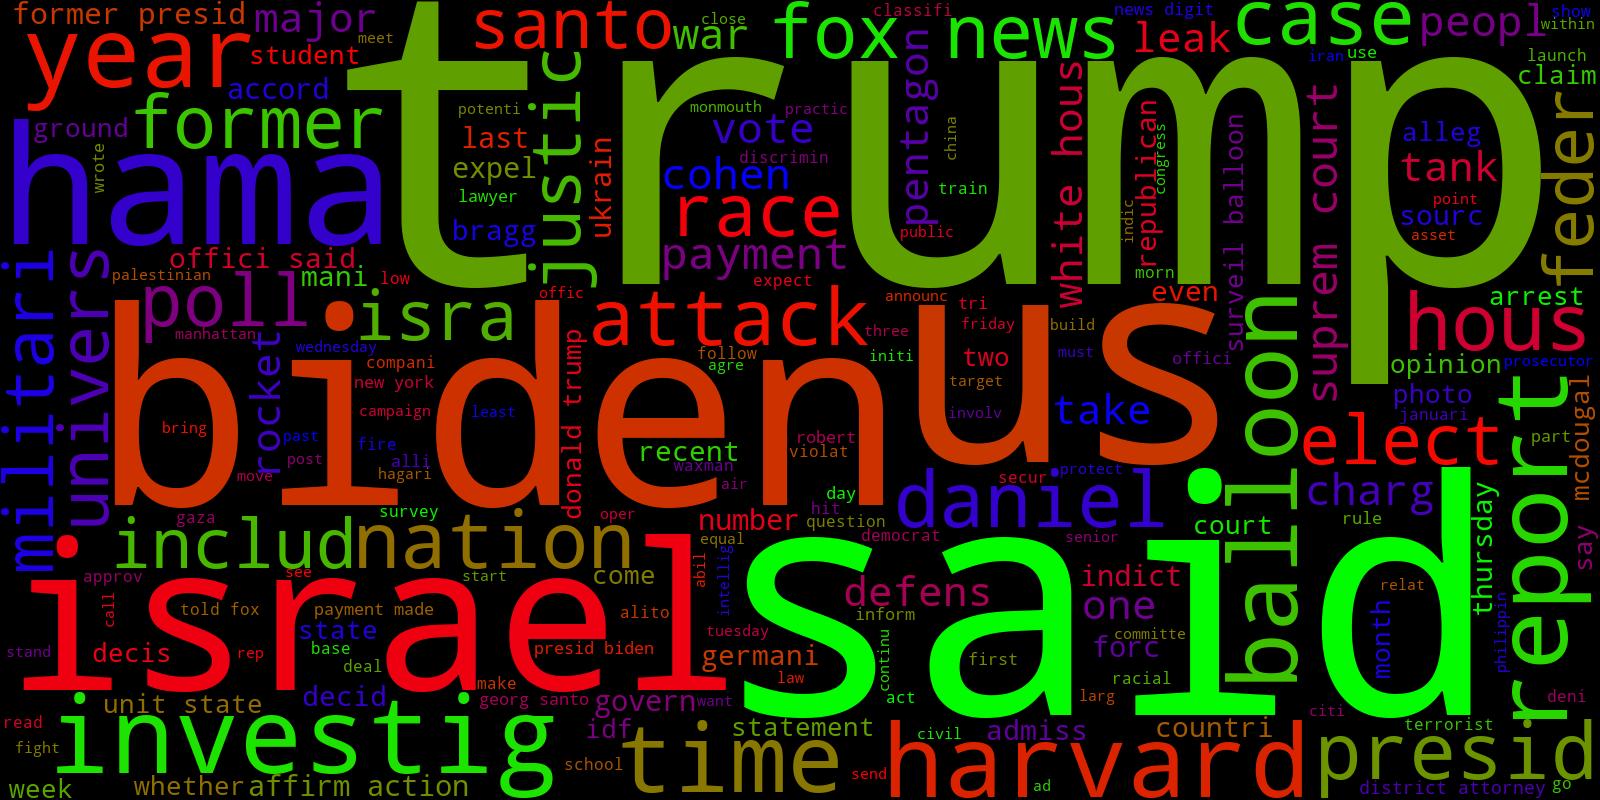 former presid
major
santo
war
close
fox news
classifi
news digit
case
peopl
show
within
year
student
meet
leak
iran
use
launch
claim
accord
trump
former
ground
wrote
justic
potenti
last
expel
lawyer
bragg
ukrain
monmouth
practic
vote
discrimin
cohen
race
payment
pentagon
china
train
public
white hous
republican
congress
indic
morn
surveil balloon
suprem court
alleg
tank
point
sourc
asset
feder
hama
offici said
palestinian
mani
low
offic
expect
militari
univers
poll
manhattan
isra
attack
announc
tri
friday
even
arrest
hous
rocket
wednesday
compani
new york
campaign
least
bring
biden
past
post
move
fire
alli
hagari
donald trump
follow
agre
three
initi
two
target
involv
us
build
must
offici
take
balloon
opinion
prosecutor
photo
januari
elect
report
mcdougal
part
recent
robert
violat
waxman
air
day
hit
question
secur
protect
daniel
charg
gaza
survey
includ
nation
oper
number
equal
democrat
senior
court
rule
thursday
say
approv
see
start
call
israel
told fox
payment made
come
alito
abil
intellig
said
defens
inform
indict
one
relat
month
philippin
stand
decis
rep
state
base
deal
presid biden
tuesday
germani
law
continu
first
committe
forc
racial
make
georg santo
govern
want
act
larg
deni
unit state
decid
citi
read
investig
idf
statement
civil
admiss
countri
terrorist
fight
school
time
send
harvard
presid
week
whether
affirm action
ad
district attorney
go